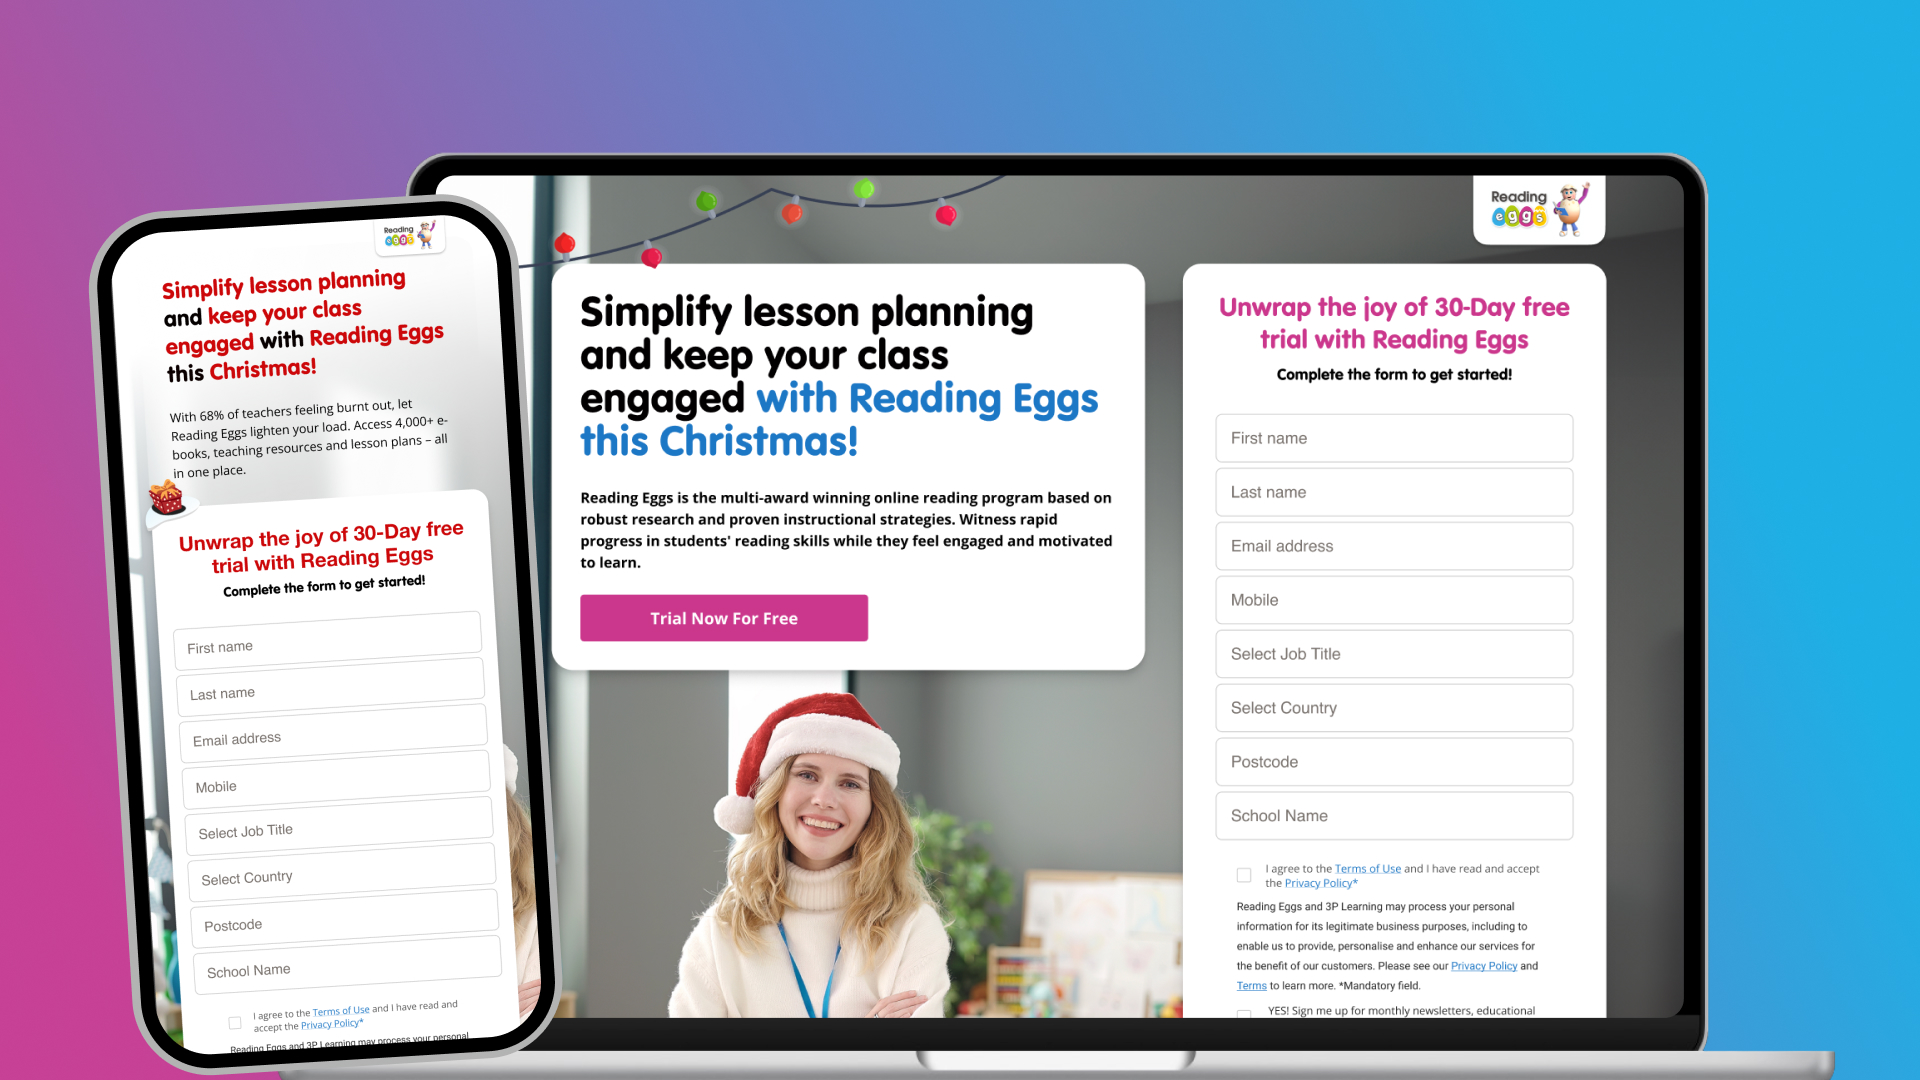 Reading
eggs
Simplify lesson planning
and keep your class
engaged with Reading Eggs
this Christmas!
With 68% of teachers feeling burnt out, let
Reading Eggs lighten your load. Access 4,000+ e-
books, teaching resources and lesson plans – all
in one place.
Unwrap the joy of 30-Day free
trial with Reading Eggs
Complete the form to get started!
First name
Last name
Email address
Mobile
Select Job Title
Select Country
Postcode
School Name
I agree to the Terms of Use and I have read and
accept the Privacy Policy*
Reading Eggs and 3P Learning may process your personal
Reading
eggs
Simplify lesson planning
and keep your class
engaged with Reading Eggs
this Christmas!
Reading Eggs is the multi-award winning online reading program based on
robust research and proven instructional strategies. Witness rapid
progress in students' reading skills while they feel engaged and motivated
to learn.
Trial Now For Free
Unwrap the joy of 30-Day free
trial with Reading Eggs
Complete the form to get started!
First name
Last name
Email address
Mobile
Select Job Title
Select Country
Postcode
School Name
I agree to the Terms of Use and I have read and accept
the Privacy Policy*
Reading Eggs and 3P Learning may process your personal
information for its legitimate business purposes, including to
enable us to provide, personalise and enhance our services for
the benefit of our customers. Please see our Privacy Policy and
Terms to learn more. *Mandatory field.
YES! Sign me up for monthly newsletters, educational